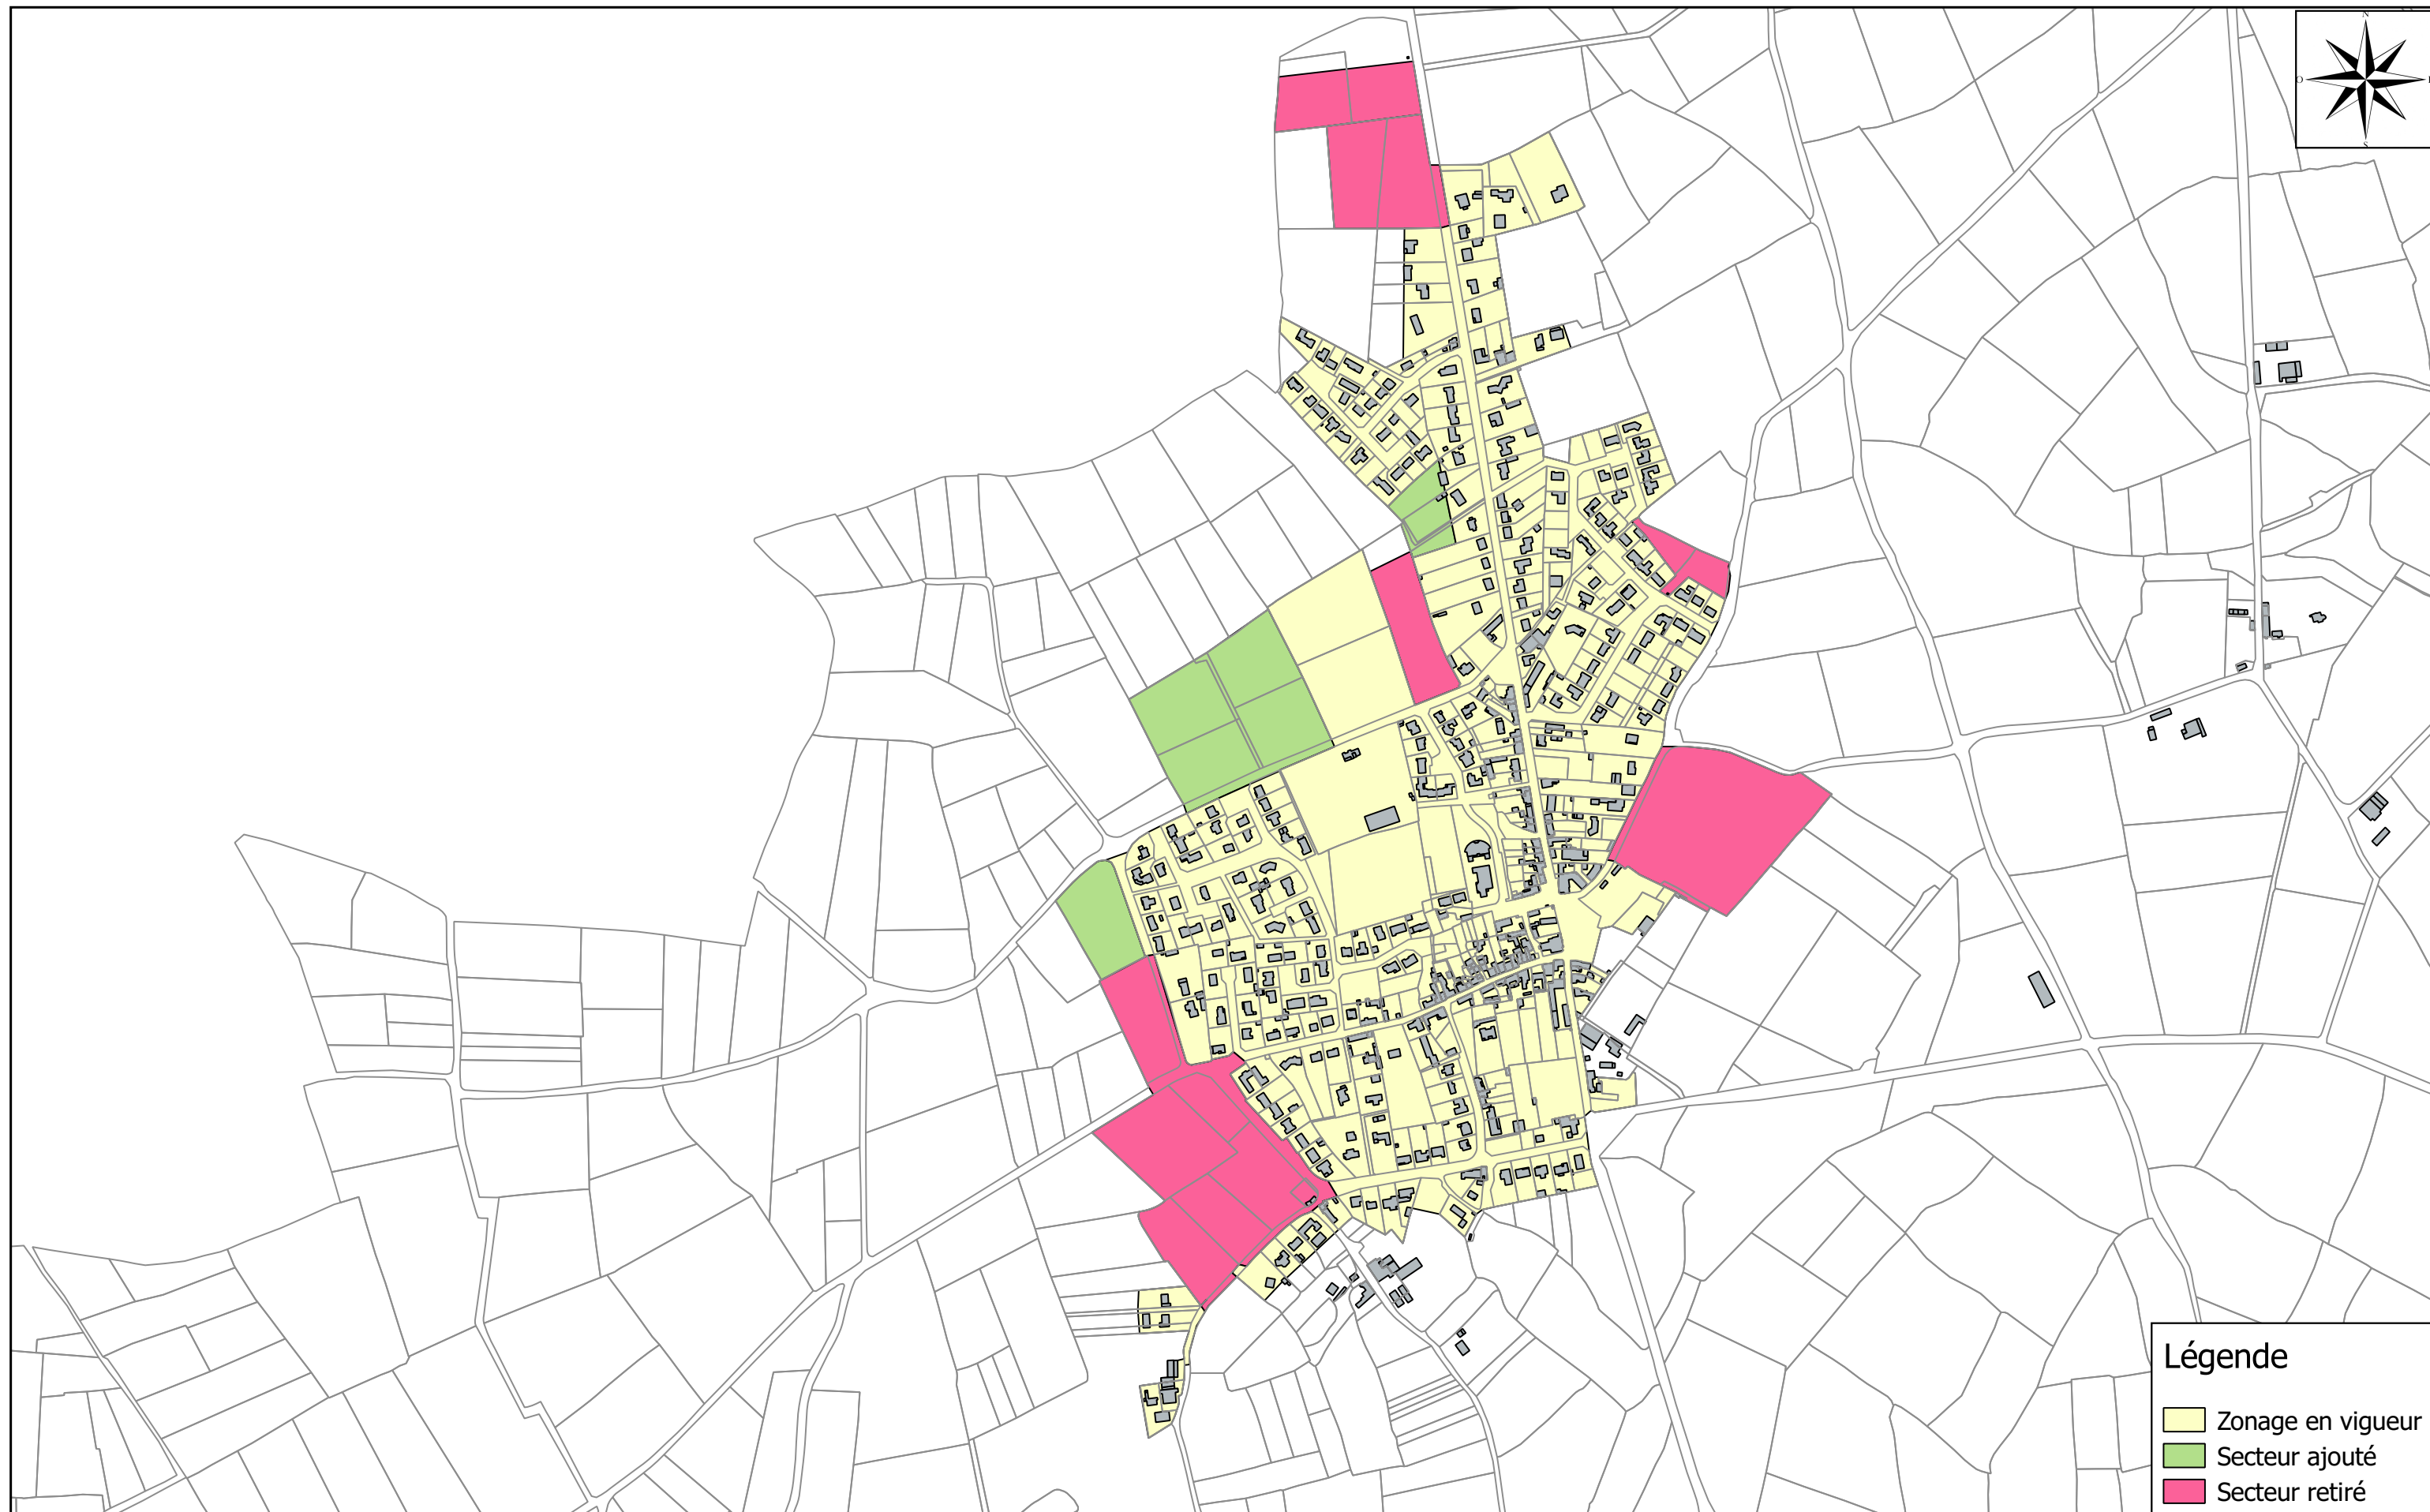 N
O
S
Légende
Zonage en vigueur
Secteur ajouté
Secteur retiré